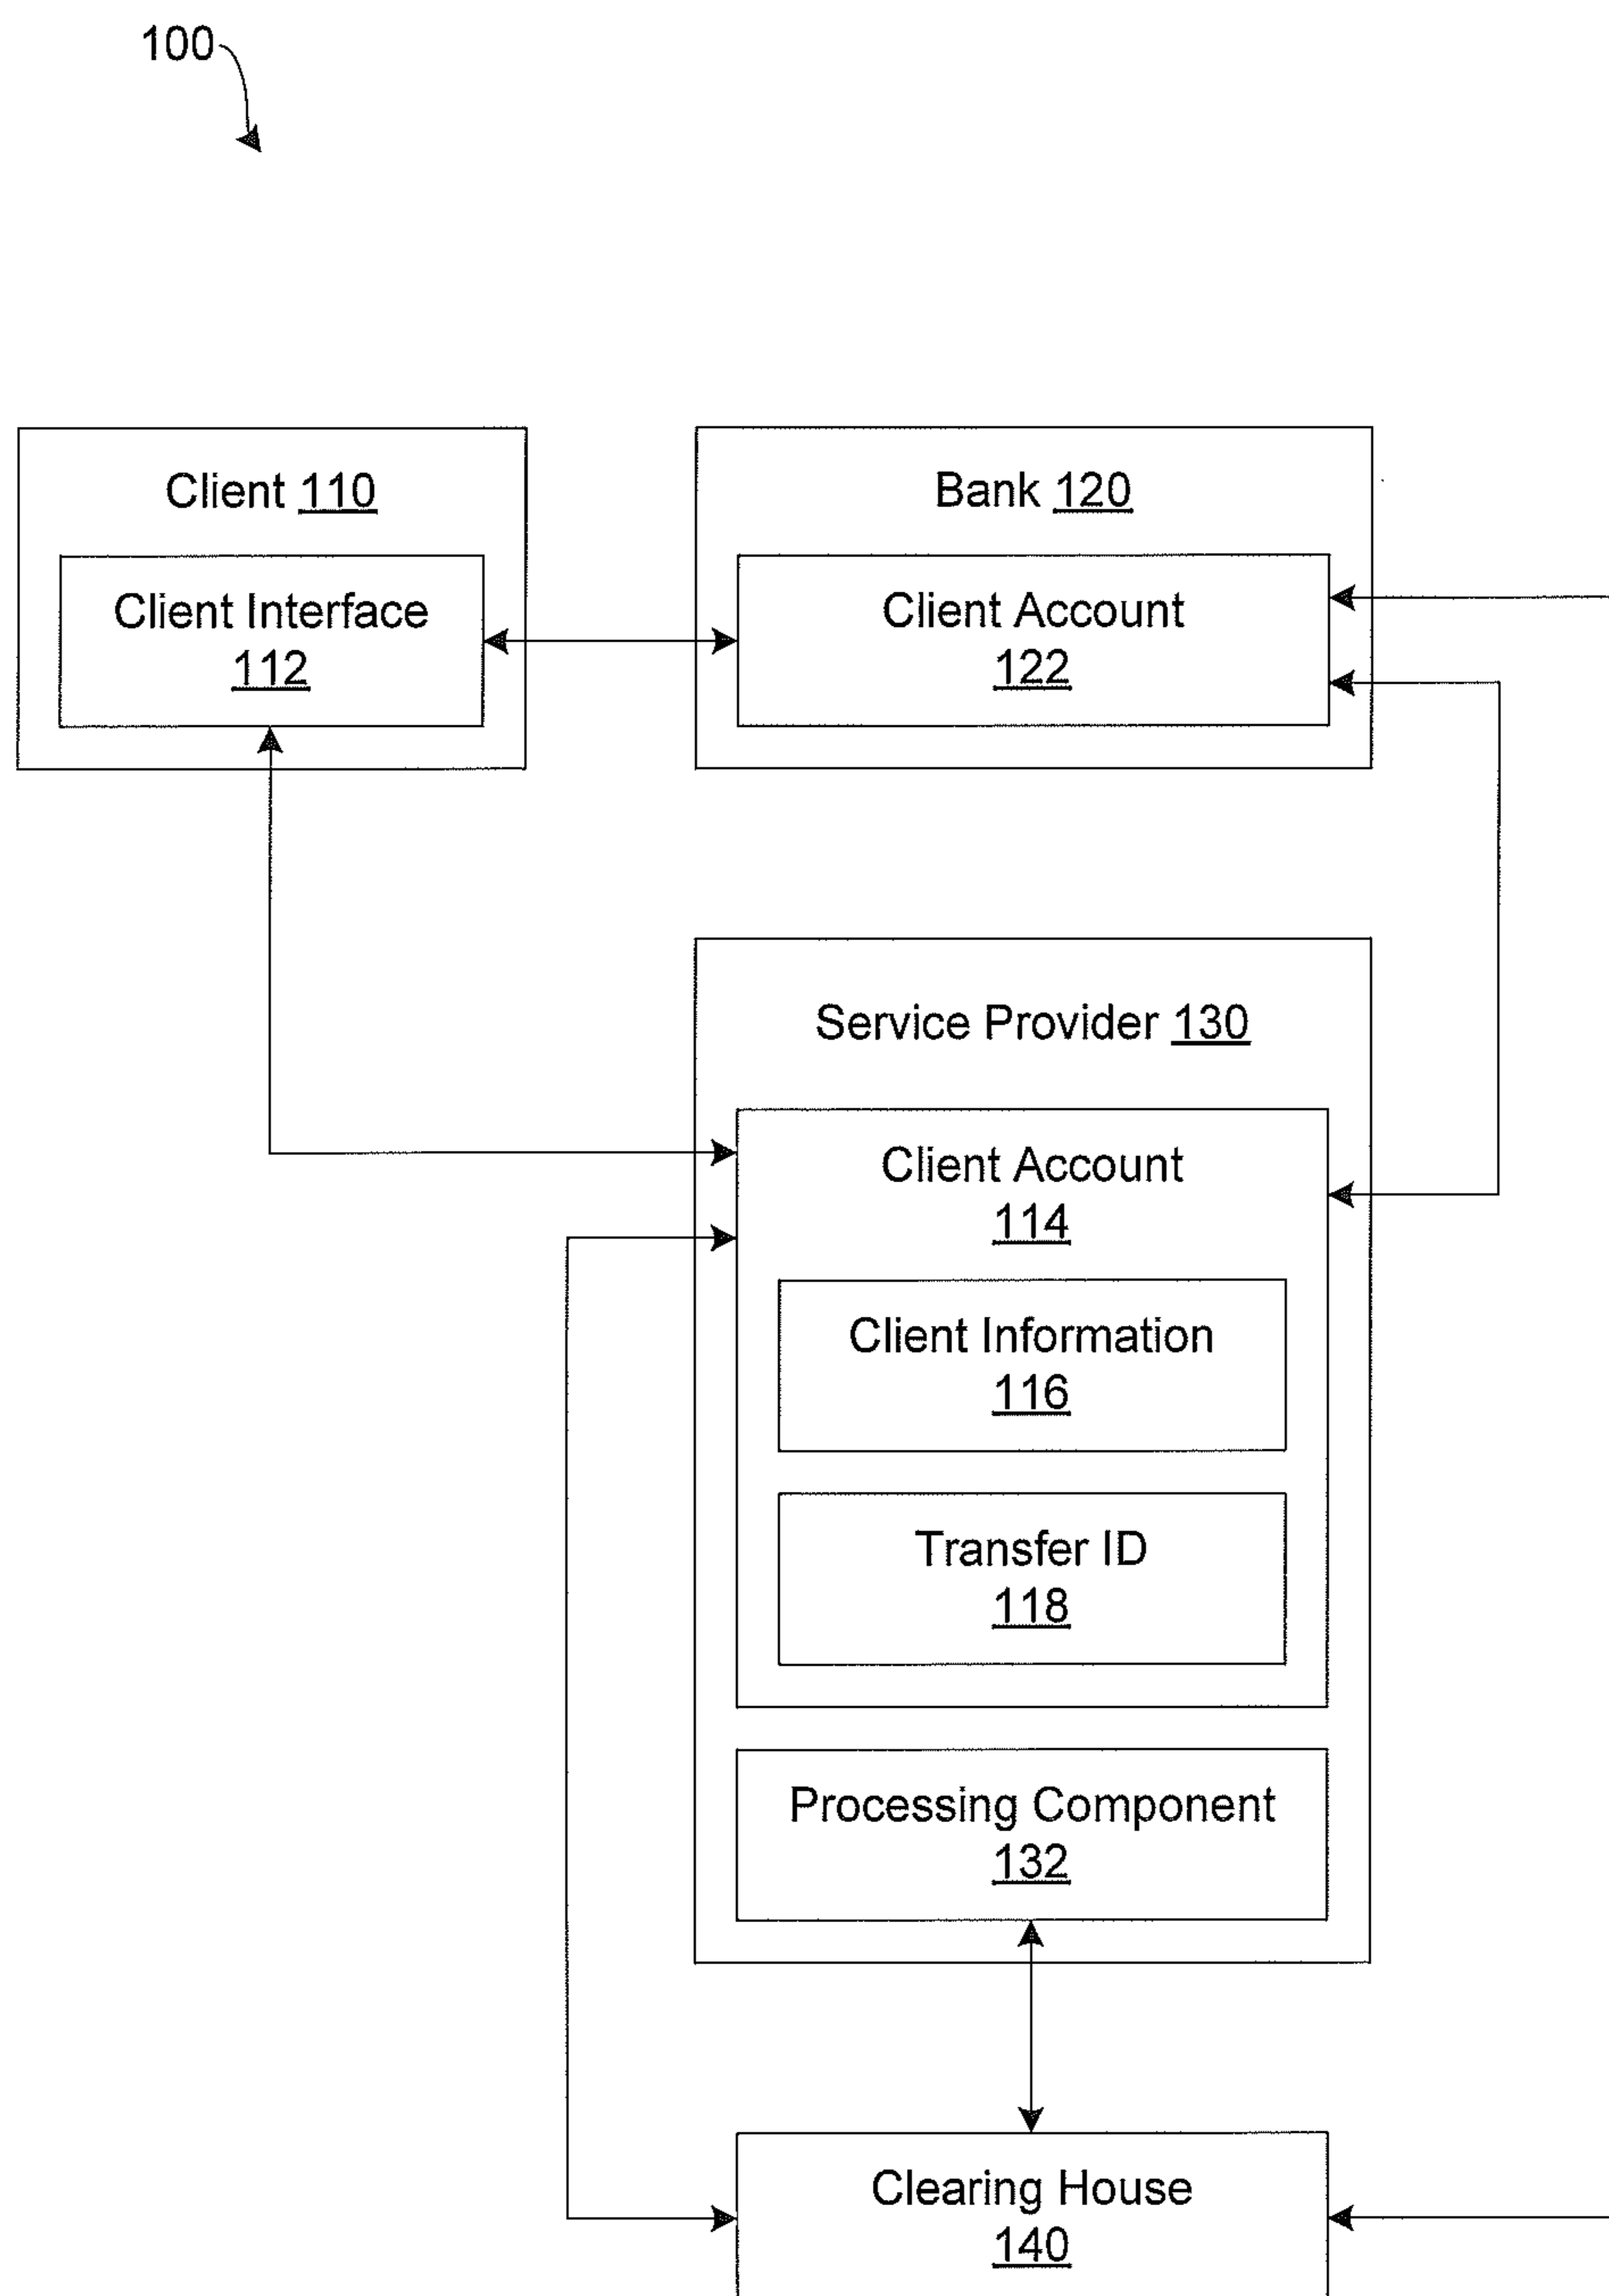 100
Client 110
Client Interface
112
Bank 120
Client Account
122
Service Provider 130
Client Account
114
Client Information
116
Transfer ID
118
Processing Component
132
Clearing House
140